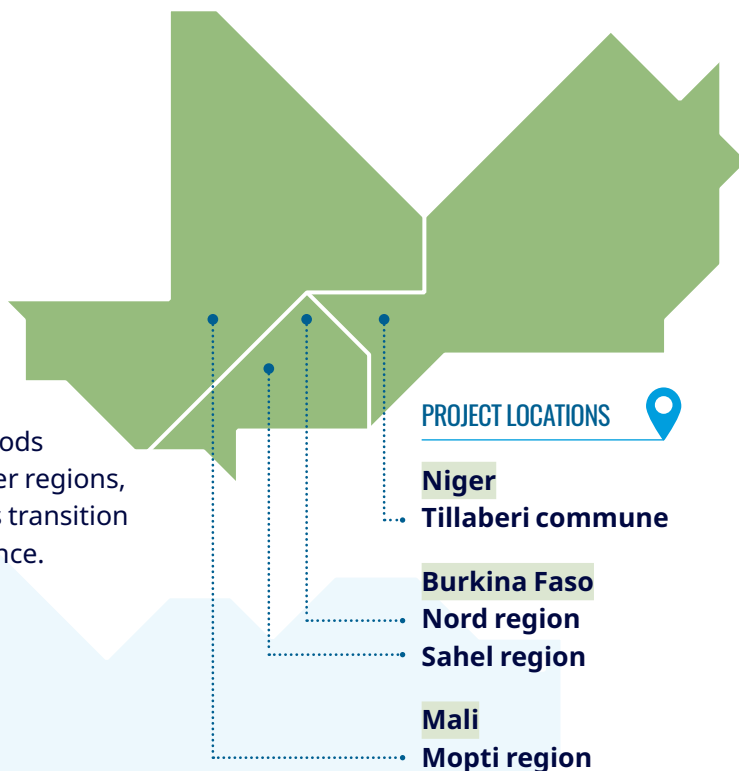 ods
er regions,
s transition
nce.
PROJECT LOCATIONS
Niger
Tillaberi commune
Burkina Faso
Nord region
Sahel region
Mali
Mopti region